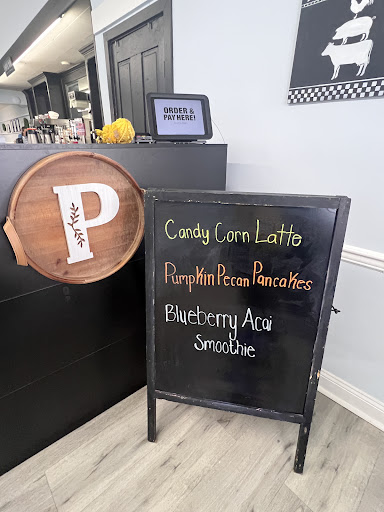 ORDER &
PAY HERE!
P
Candy Corn Latte
Pumpkin Pecan Pancakes
Blueberry Acai
Smoothie